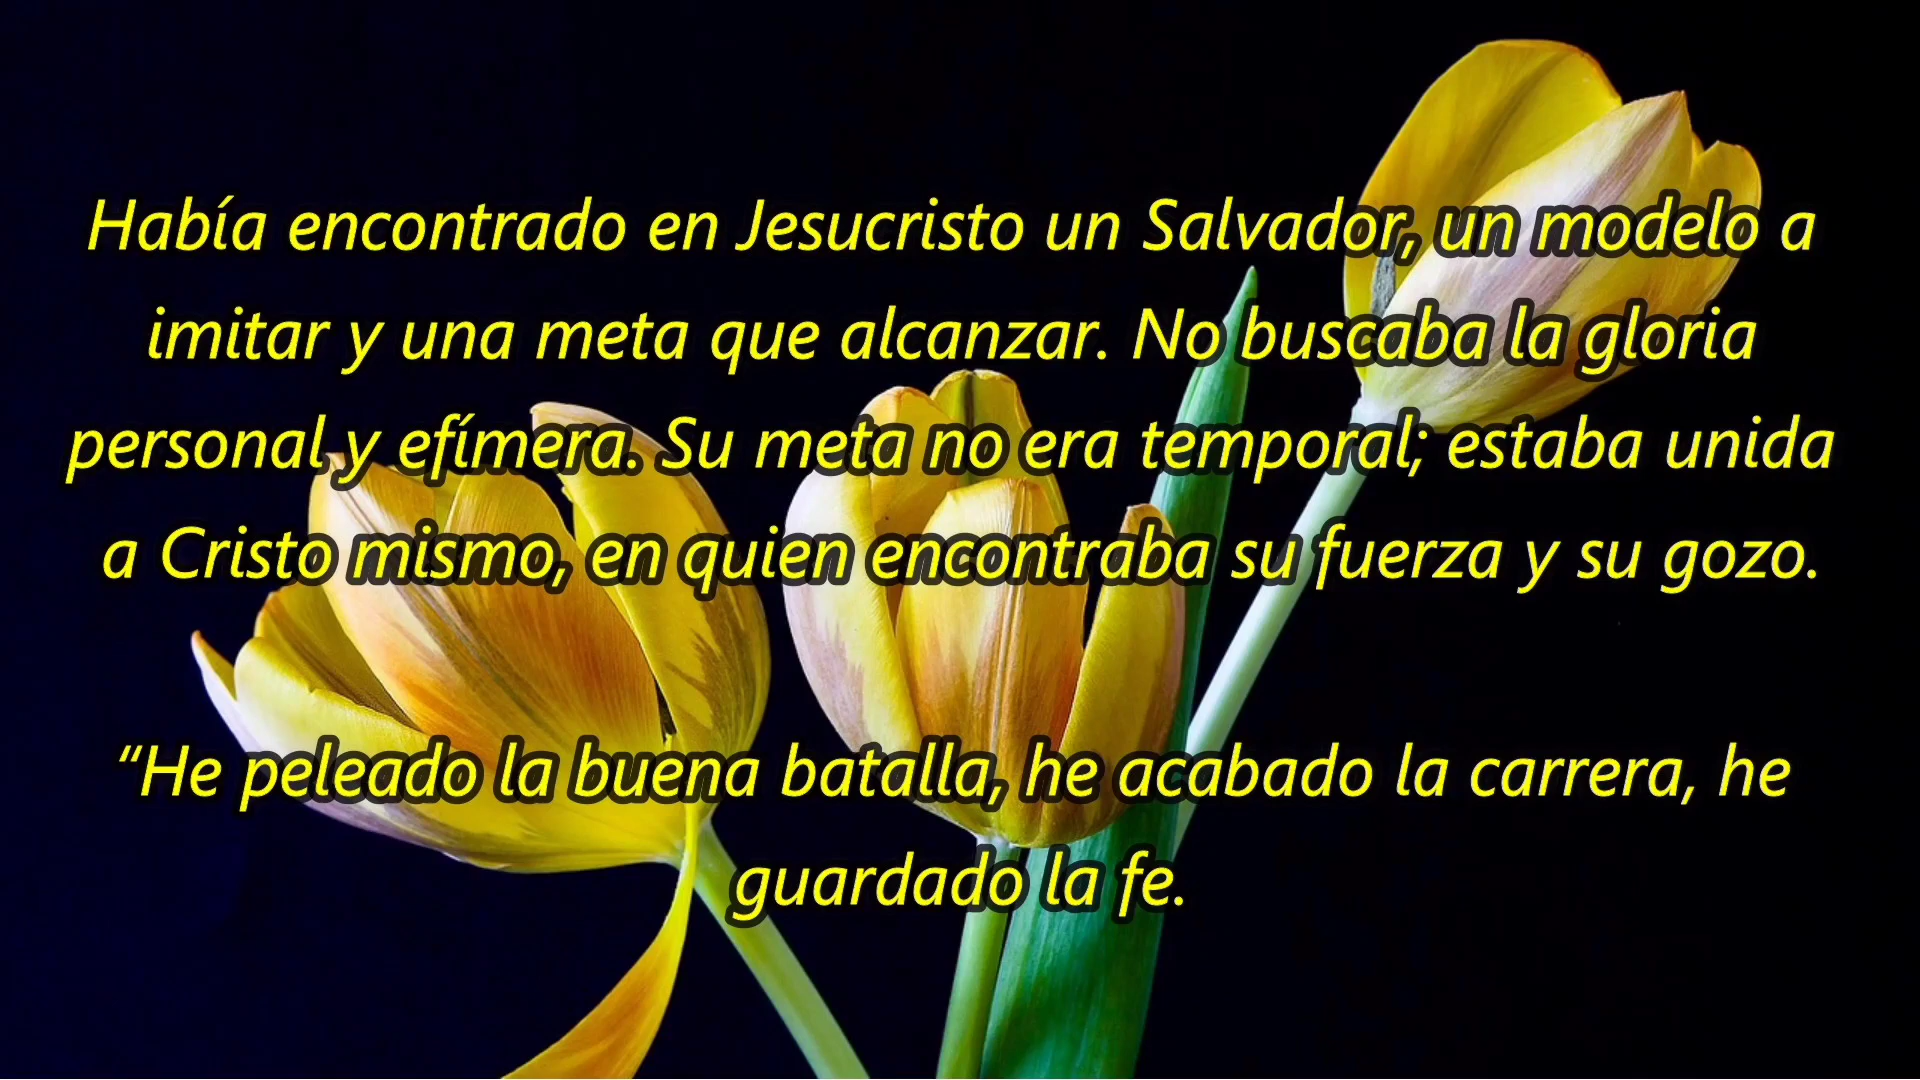 Había encontrado en Jesucristo un Salvador, un modelo a
imitar y una meta que alcanzar. No buscaba la gloria
personal y efímera. Su meta no era temporal; estaba unida
a Cristo mismo, en quien encontraba su fuerza y su gozo.
“He peleado la buena batalla, he acabado la carrera, he
guardado la fe.